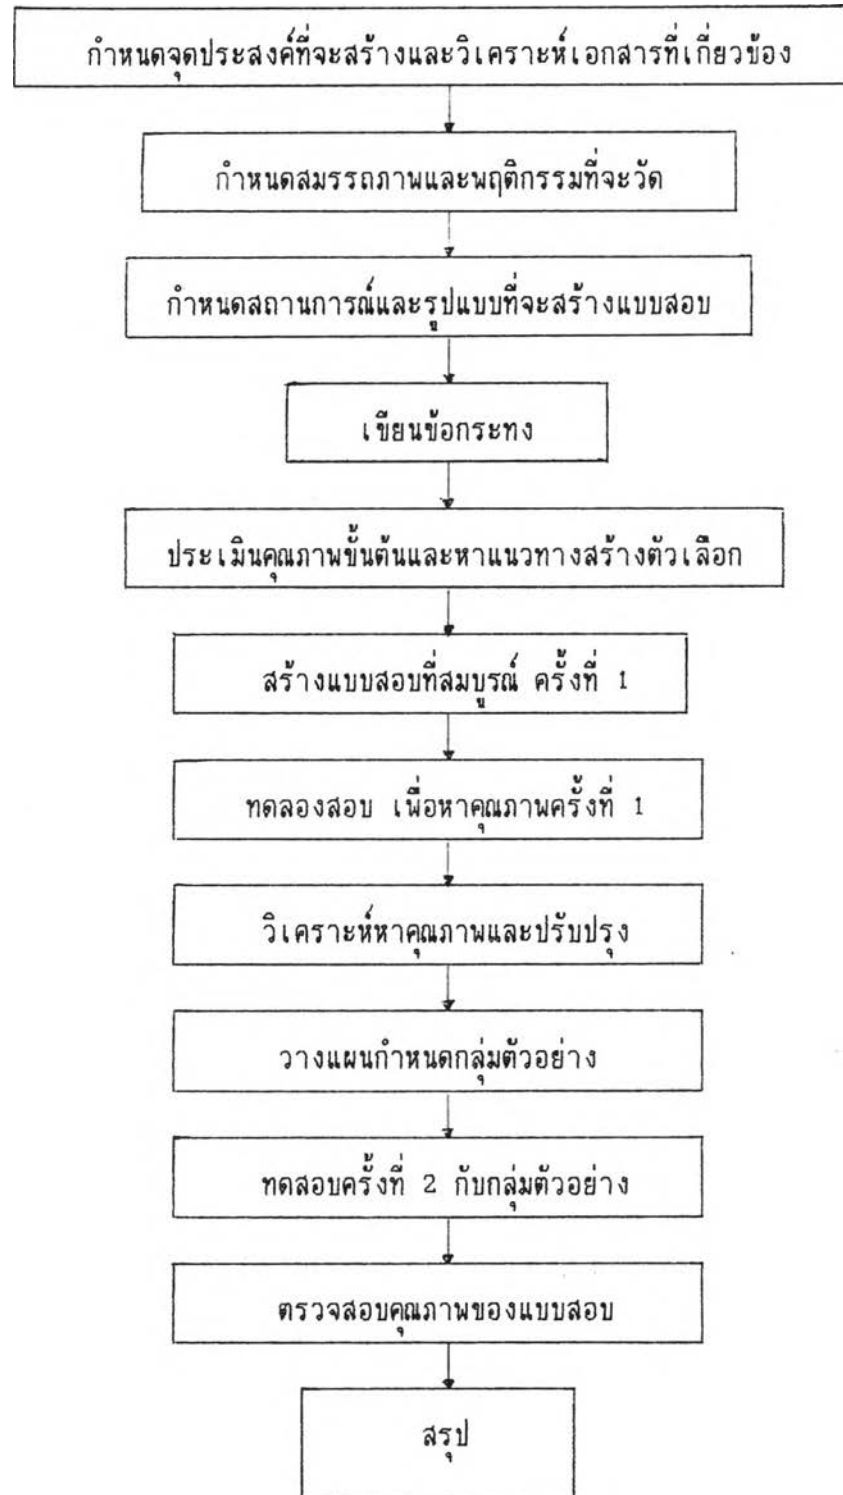 กำหนดจุดประสงค์ที่จะสร้างและวิเคราะห์เอกสารที่เกี่ยวข้อง
กำหนดสมรรถภาพและพฤติกรรมที่จะวัด
กำหนดสถานการณ์และรูปแบบที่จะสร้างแบบสอบ
เขียนข้อกระทง
ประเมินคุณภาพขั้นต้นและหาแนวทางสร้างตัวเลือก
สร้างแบบสอบที่สมบูรณ์ ครั้งที่ 1
ทดลองสอบ เพื่อหาคุณภาพครั้งที่ 1
วิเคราะห์หาคุณภาพและปรับปรุง
วางแผนกำหนดกลุ่มตัวอย่าง
ทดสอบครั้งที่ 2 กับกลุ่มตัวอย่าง
ตรวจสอบคุณภาพของแบบสอบ
สรุป